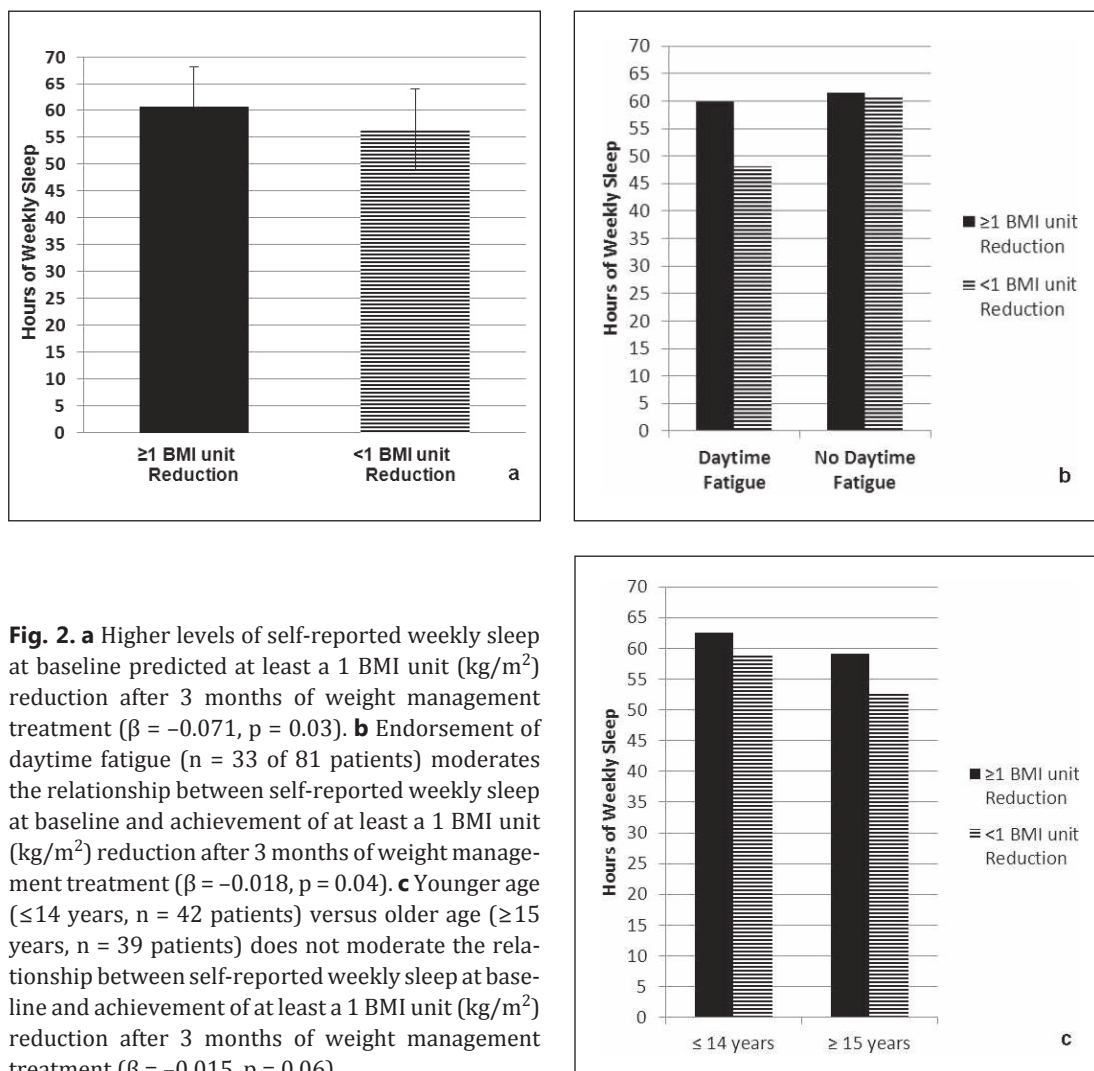 70
65
60
55
50
45
40
35
30
25
20
15
10
5
0
Hours of Weekly Sleep
≥1 BMI unit
Reduction
<1 BMI unit
Reduction
a
70
65
60
55
50
45
40
35
30
25
20
15
10
5
0
Hours of Weekly Sleep
Daytime
Fatigue
No Daytime
Fatigue
≥1 BMI unit
Reduction
<1 BMI unit
Reduction
b
Fig. 2. a Higher levels of self-reported weekly sleep
at baseline predicted at least a 1 BMI unit (kg/m²)
reduction after 3 months of weight management
treatment (β = –0.071, p = 0.03). b Endorsement of
daytime fatigue (n = 33 of 81 patients) moderates
the relationship between self-reported weekly sleep
at baseline and achievement of at least a 1 BMI unit
(kg/m²) reduction after 3 months of weight manage-
ment treatment (β = –0.018, p = 0.04). c Younger age
(≤14 years, n = 42 patients) versus older age (≥15
years, n = 39 patients) does not moderate the rela-
tionship between self-reported weekly sleep at base-
line and achievement of at least a 1 BMI unit (kg/m²)
reduction after 3 months of weight management
treatment (β = –0.015, p = 0.06)
70
65
60
55
50
45
40
35
30
25
20
15
10
5
0
Hours of Weekly Sleep
≤ 14 years
≥ 15 years
≥1 BMI unit
Reduction
<1 BMI unit
Reduction
c